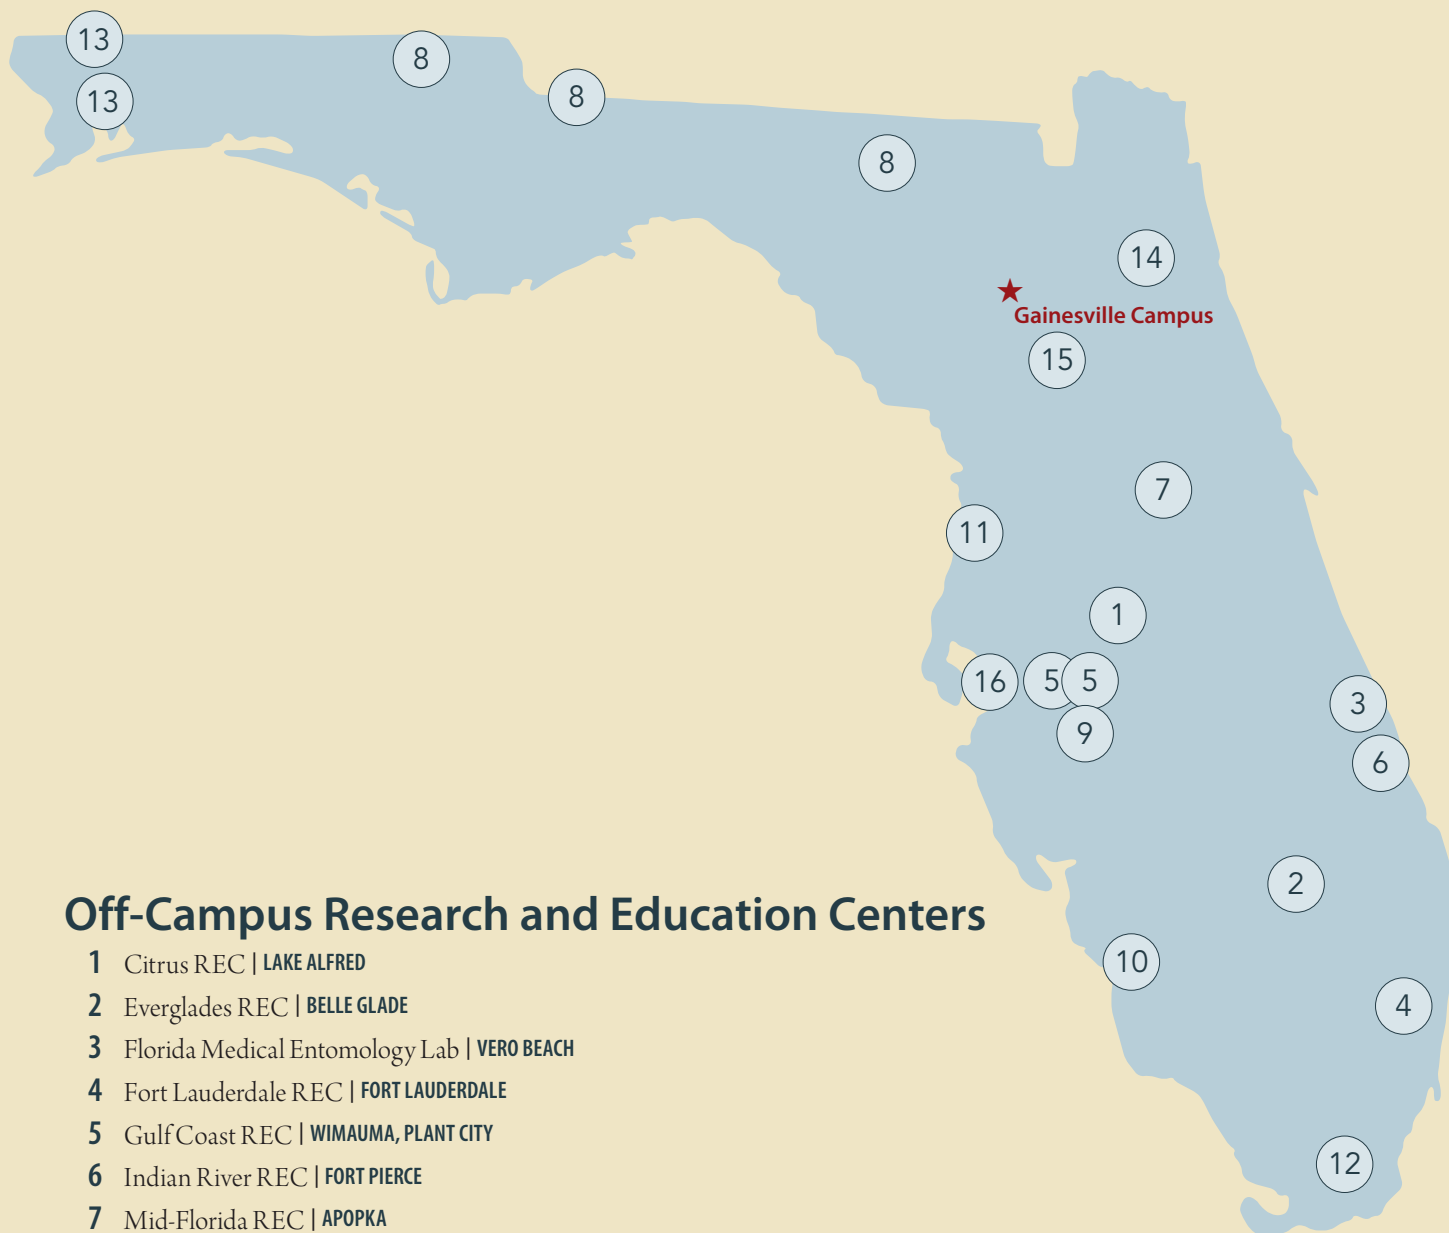 13
8
13
8
8
14
Gainesville Campus
15
7
11
1
16
5
5
3
9
6
2
Off-Campus Research and Education Centers
1 Citrus REC | LAKE ALFRED
10
2 Everglades REC | BELLE GLADE
4
3 Florida Medical Entomology Lab | VERO BEACH
4 Fort Lauderdale REC | FORT LAUDERDALE
5 Gulf Coast REC | WIMAUMA, PLANT CITY
12
6 Indian River REC | FORT PIERCE
7 Mid-Florida REC | APOPKA